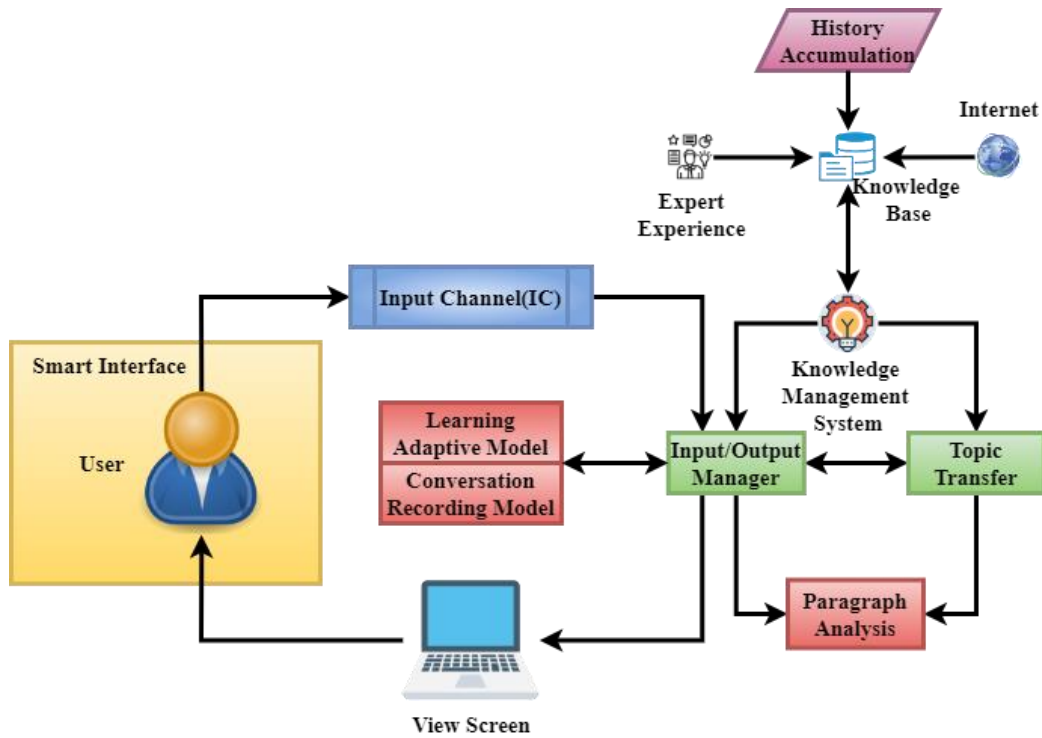 History
Accumulation
Internet
Expert
Experience
Knowledge
Base
Input Channel(IC)
Smart Interface
User
Knowledge
Management
System
Learning
Adaptive Model
Conversation
Recording Model
Input/Output
Manager
Topic
Transfer
Paragraph
Analysis
View Screen